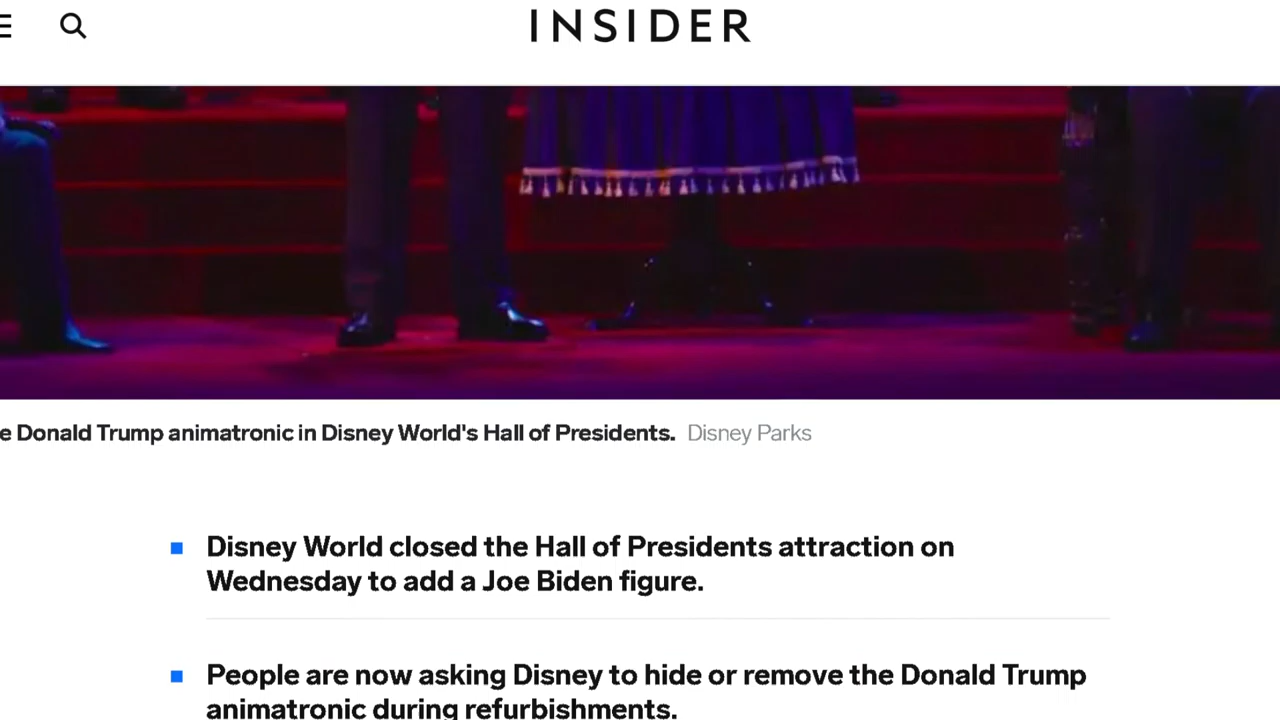 INSIDER
e Donald Trump animatronic in Disney World's Hall of Presidents. Disney Parks
Disney World closed the Hall of Presidents attraction on
Wednesday to add a Joe Biden figure.
People are now asking Disney to hide or remove the Donald Trump
animatronic during refurbishments.